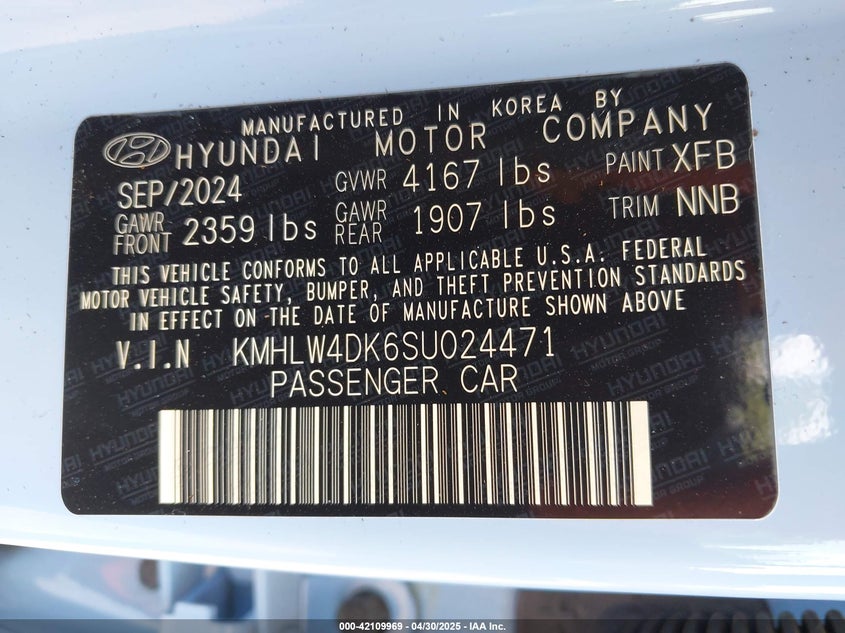 MANUFACTURED IN KOREA BY
HYUNDAI MOTOR COMPANY
SEP/2024 GVWR 4167 lbs PAINT XFB
GAWR FRONT 2359 lbs GAWR REAR 1907 lbs TRIM NNB
THIS VEHICLE CONFORMS TO ALL APPLICABLE U.S.A. FEDERAL
MOTOR VEHICLE SAFETY, BUMPER, AND THEFT PREVENTION STANDARDS
IN EFFECT ON THE DATE OF MANUFACTURE SHOWN ABOVE
V.I.N KMHLW4DK6SU024471
PASSENGER CAR
HYUNDAI
MOTOR GROUP
000-42109969 - 04/30/2025 - IAA Inc.